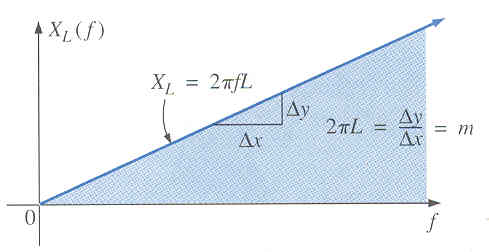 X_L(f)
X_L = 2πfL
Δy
Δx
2πL = Δy/Δx = m
0
f